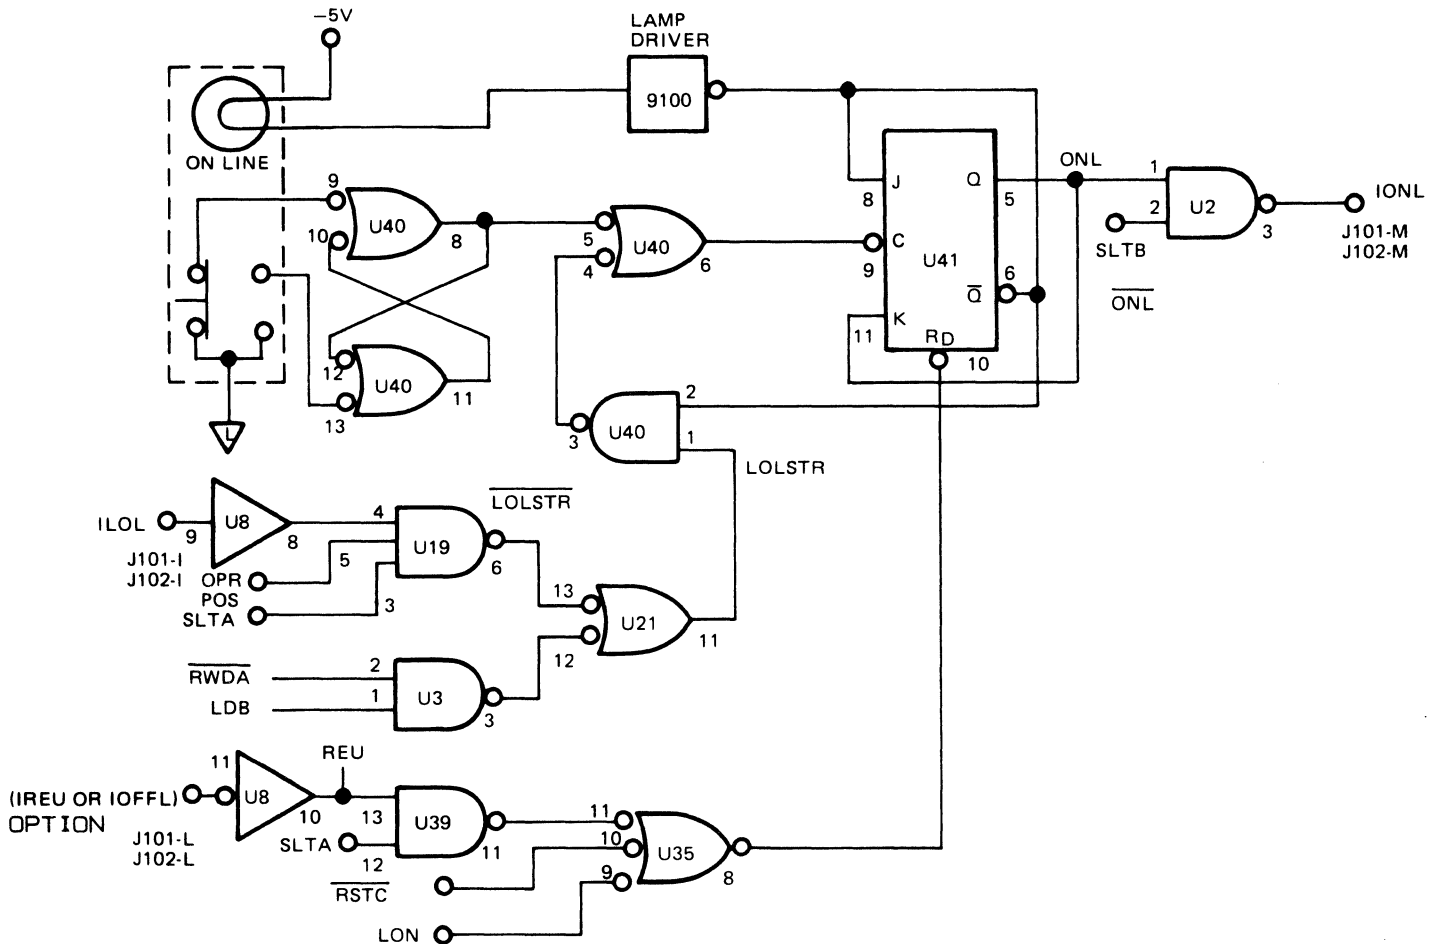 −5V
LAMP
DRIVER
9100
ON LINE
9
10
U40
8
12
13
U40
11
5
4
U40
6
J
8
C
9
U41
Q
5
6
Q̅
K
11
RD
10
ONL
1
2
U2
3
SLTB
IONL
J101-M
J102-M
O̅N̅L̅
L
3
U40
2
1
LOLSTR
ILOL
9
U8
8
J101-I
J102-I
OPR
POS
SLTA
4
5
3
U19
6
L̅O̅L̅S̅T̅R̅
13
12
U21
11
R̅W̅D̅A̅
LDB
2
1
U3
3
(IREU OR IOFFL)
OPTION
J101-L
J102-L
11
U8
10
REU
13
SLTA
12
U39
11
11
10
9
U35
8
R̅S̅T̅C̅
LON